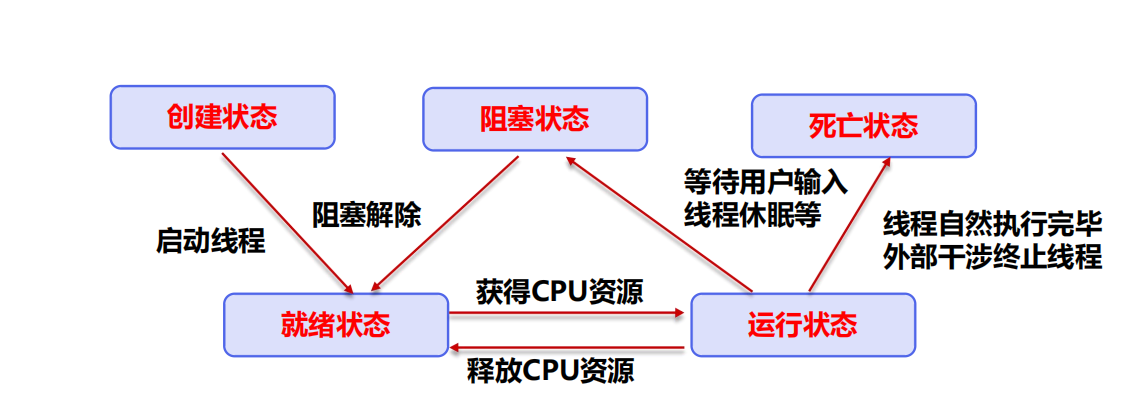 创建状态
阻塞状态
死亡状态
等待用户输入
线程休眠等
阻塞解除
启动线程
线程自然执行完毕
外部干涉终止线程
获得CPU资源
就绪状态
运行状态
释放CPU资源